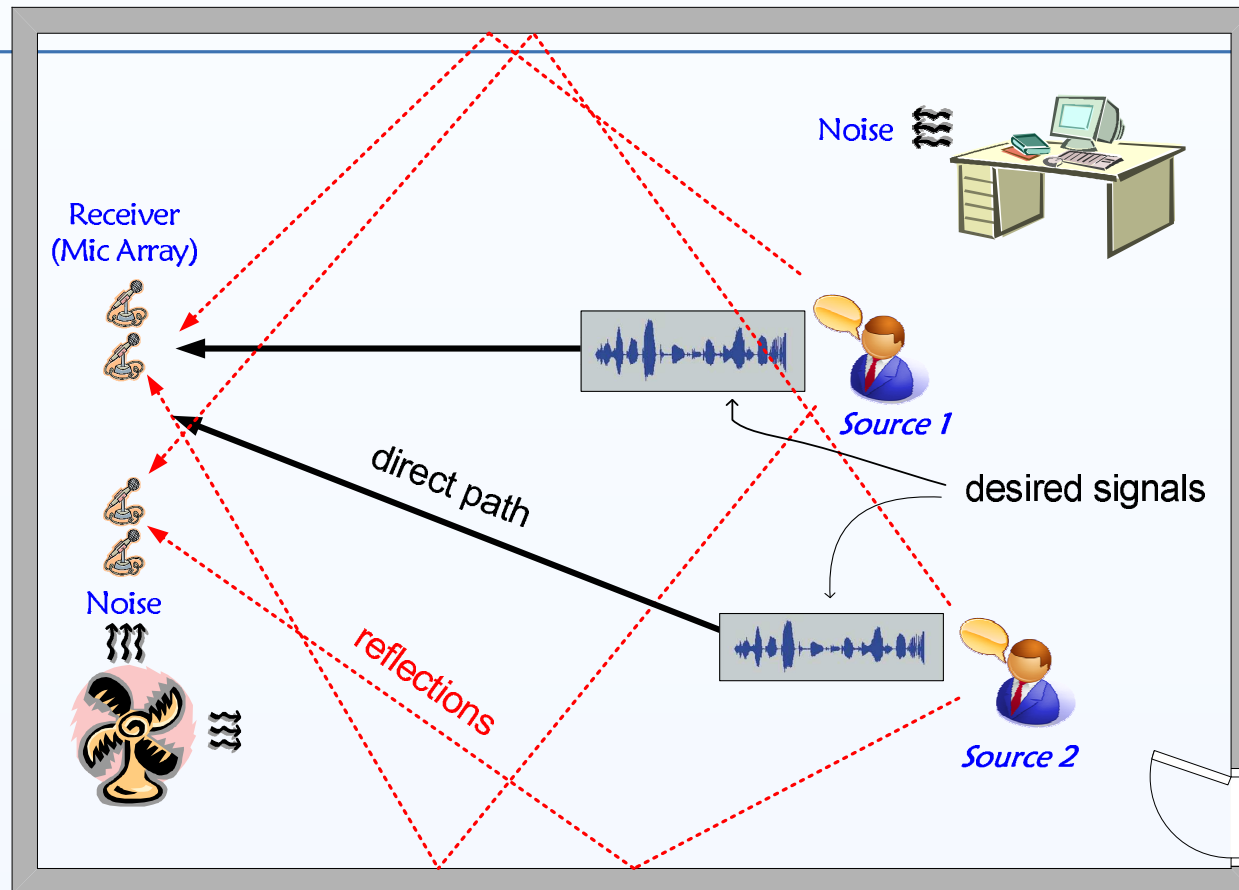 Noise
Receiver
(Mic Array)
Source 1
direct path
desired signals
Noise
reflections
Source 2